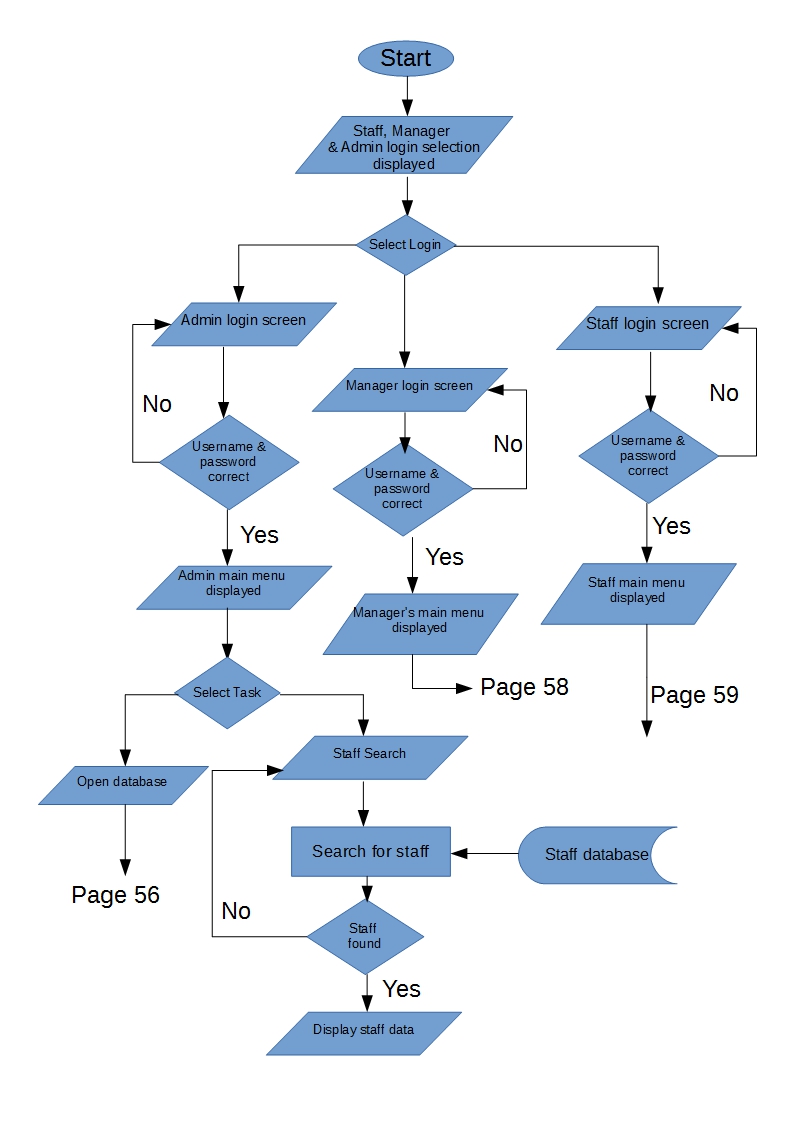 Start
Staff, Manager
& Admin login selection
displayed
Select Login
Admin login screen
Staff login screen
Manager login screen
No
No
No
Username &
password
correct
Username &
password
correct
Username &
password
correct
Yes
Yes
Yes
Admin main menu
displayed
Manager's main menu
displayed
Staff main menu
displayed
Select Task
Page 58
Page 59
Staff Search
Open database
Page 56
Search for staff
Staff database
No
Staff
found
Yes
Display staff data